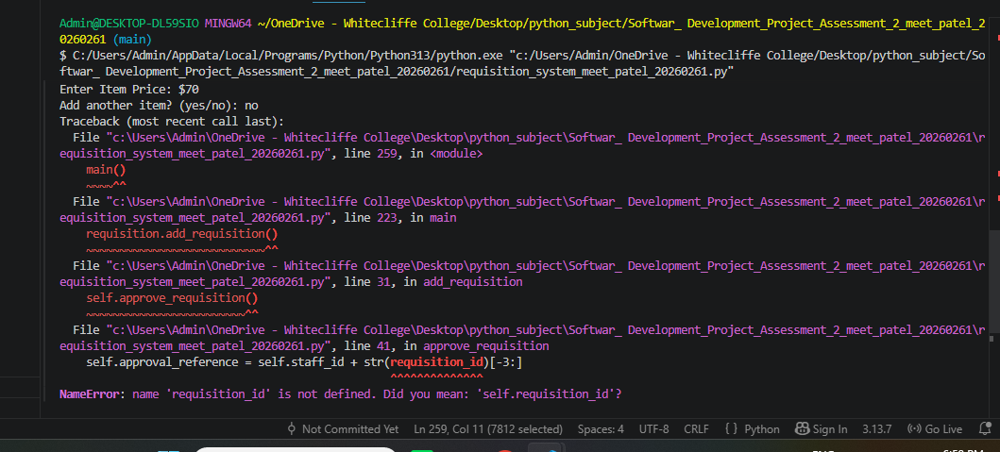 Admin@DESKTOP-DL59SIO MINGW64 ~/OneDrive - Whitecliffe College/Desktop/python_subject/Softwar_ Development_Project_Assessment_2_meet_patel_2
0260261 (main)
$ C:/Users/Admin/AppData/Local/Programs/Python/Python313/python.exe "c:/Users/Admin/OneDrive - Whitecliffe College/Desktop/python_subject/So
ftwar_ Development_Project_Assessment_2_meet_patel_20260261/requisition_system_meet_patel_20260261.py"
Enter Item Price: $70
Add another item? (yes/no): no
Traceback (most recent call last):
  File "c:\Users\Admin\OneDrive - Whitecliffe College\Desktop\python_subject\Softwar_ Development_Project_Assessment_2_meet_patel_20260261\r
equisition_system_meet_patel_20260261.py", line 259, in <module>
    main()
    ~~~~^^
  File "c:\Users\Admin\OneDrive - Whitecliffe College\Desktop\python_subject\Softwar_ Development_Project_Assessment_2_meet_patel_20260261\r
equisition_system_meet_patel_20260261.py", line 223, in main
    requisition.add_requisition()
    ~~~~~~~~~~~~~~~~~~~~~~~~~~~^^
  File "c:\Users\Admin\OneDrive - Whitecliffe College\Desktop\python_subject\Softwar_ Development_Project_Assessment_2_meet_patel_20260261\r
equisition_system_meet_patel_20260261.py", line 31, in add_requisition
    self.approve_requisition()
    ~~~~~~~~~~~~~~~~~~~~~~~~^^
  File "c:\Users\Admin\OneDrive - Whitecliffe College\Desktop\python_subject\Softwar_ Development_Project_Assessment_2_meet_patel_20260261\r
equisition_system_meet_patel_20260261.py", line 41, in approve_requisition
    self.approval_reference = self.staff_id + str(requisition_id)[-3:]
                                                  ^^^^^^^^^^^^^^
NameError: name 'requisition_id' is not defined. Did you mean: 'self.requisition_id'?
Not Committed Yet Ln 259, Col 11 (7812 selected) Spaces: 4 UTF-8 CRLF {} Python Sign In 3.13.7 Go Live